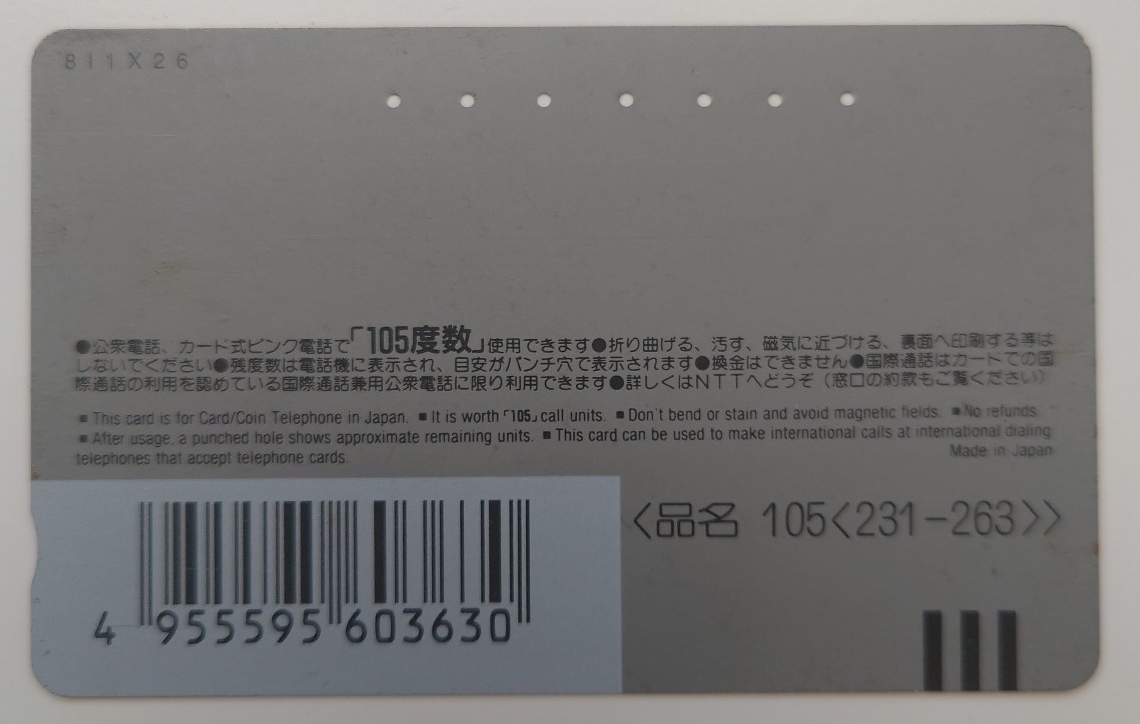 811X26
●公衆電話、カード式ピンク電話で「105度数」使用できます●折り曲げる、汚す、磁気に近づける、裏面へ印刷する等は
しないでください●残度数は電話機に表示され、目安がパンチ穴で表示されます●換金はできません●国際通話はカードでの国
際通話の利用を認めている国際通話兼用公衆電話に限り利用できます●詳しくはNTTへどうぞ（窓口の約款もご覧ください）
■This card is for Card/Coin Telephone in Japan. ■It is worth「105」call units. ■Don't bend or stain and avoid magnetic fields. ■No refunds.
■After usage, a punched hole shows approximate remaining units. ■This card can be used to make international calls at international dialing
telephones that accept telephone cards.
Made in Japan
〈品名 105〈231−263〉〉
4 955595 603630